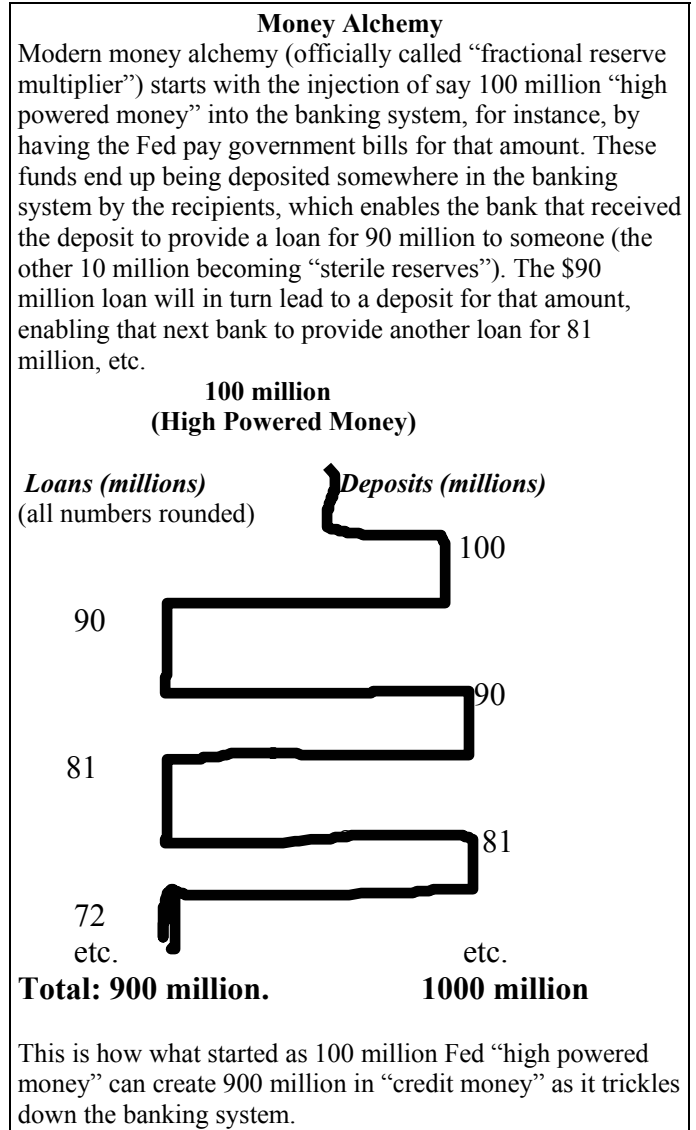 Money Alchemy
Modern money alchemy (officially called “fractional reserve
multiplier”) starts with the injection of say 100 million “high
powered money” into the banking system, for instance, by
having the Fed pay government bills for that amount. These
funds end up being deposited somewhere in the banking
system by the recipients, which enables the bank that received
the deposit to provide a loan for 90 million to someone (the
other 10 million becoming “sterile reserves”). The $90
million loan will in turn lead to a deposit for that amount,
enabling that next bank to provide another loan for 81
million, etc.
100 million
(High Powered Money)
Loans (millions) Deposits (millions)
(all numbers rounded)
100
90
90
81
81
72
etc. etc.
Total: 900 million. 1000 million
This is how what started as 100 million Fed “high powered
money” can create 900 million in “credit money” as it trickles
down the banking system.